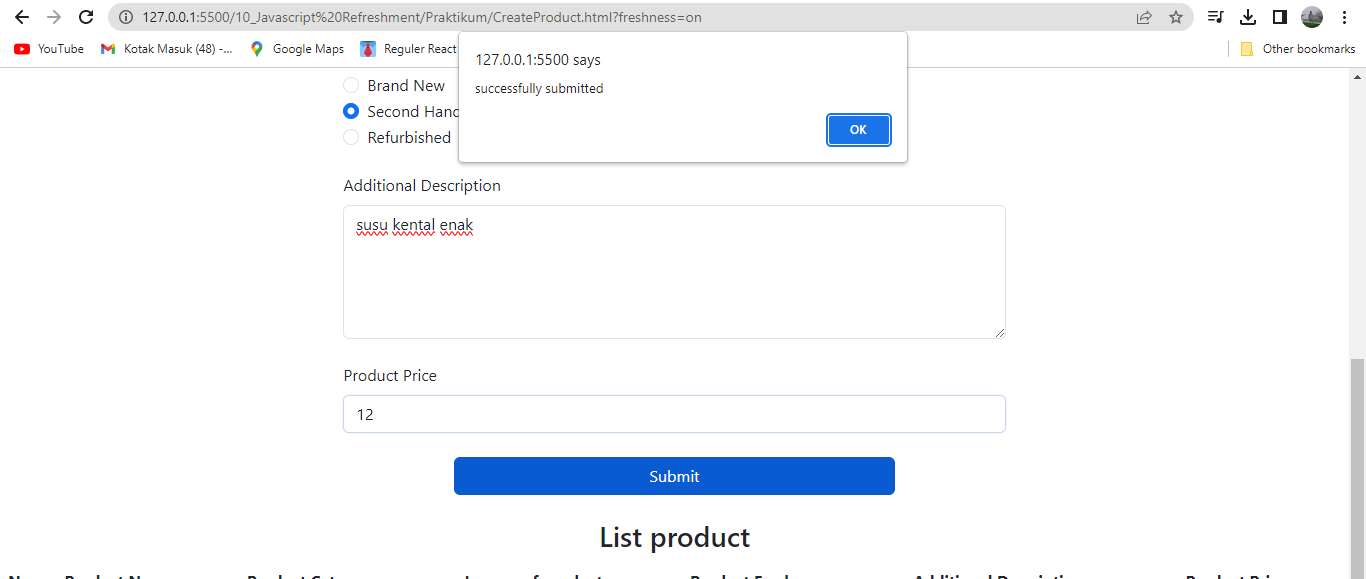 127.0.0.1:5500/10_Javascript%20Refreshment/Praktikum/CreateProduct.html?freshness=on
YouTube Kotak Masuk (48) -... Google Maps Reguler React Other bookmarks
127.0.0.1:5500 says
successfully submitted
OK
Brand New
Second Hand
Refurbished
Additional Description
susu kental enak
Product Price
12
Submit
List product